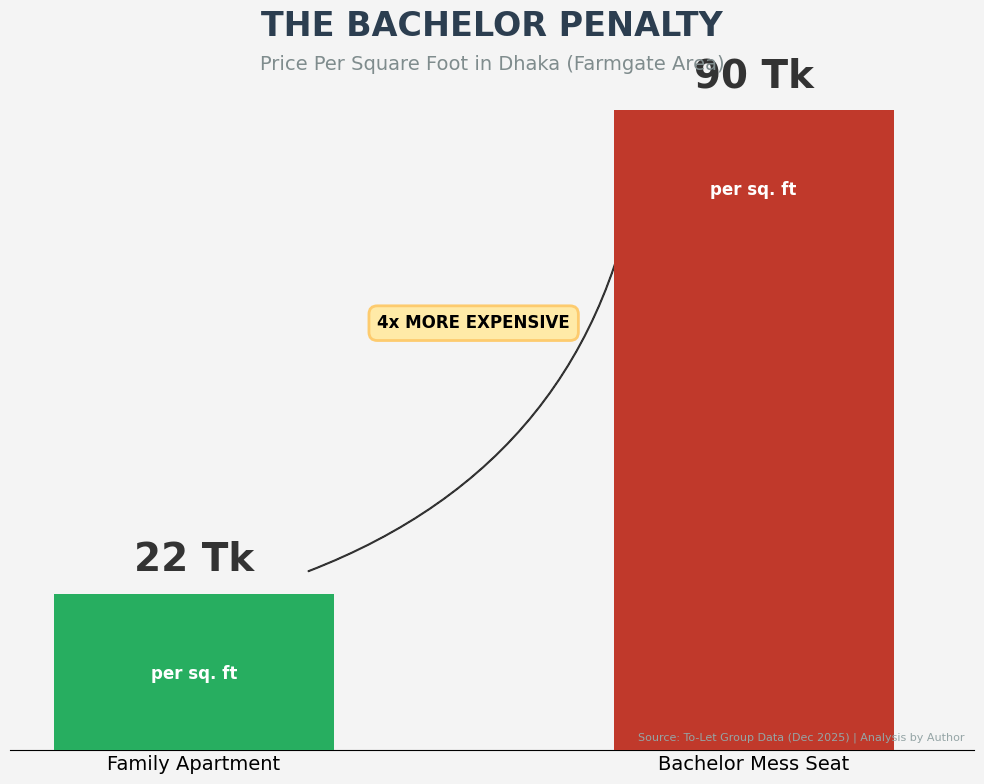 THE BACHELOR PENALTY
Price Per Square Foot in Dhaka (Farmgate Area)
90 Tk
per sq. ft
4x MORE EXPENSIVE
22 Tk
per sq. ft
Source: To-Let Group Data (Dec 2025) | Analysis by Author
Family Apartment
Bachelor Mess Seat